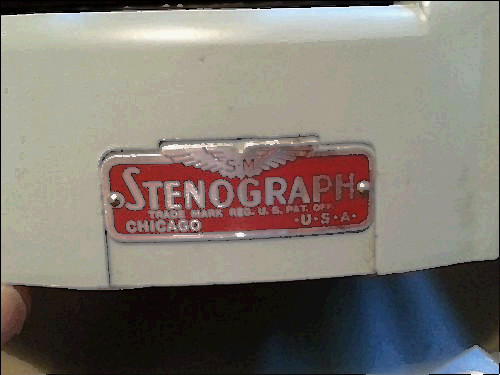 S·M
STENOGRAPH
TRADE MARK REG. U.S. PAT. OFF.
CHICAGO ·U·S·A·